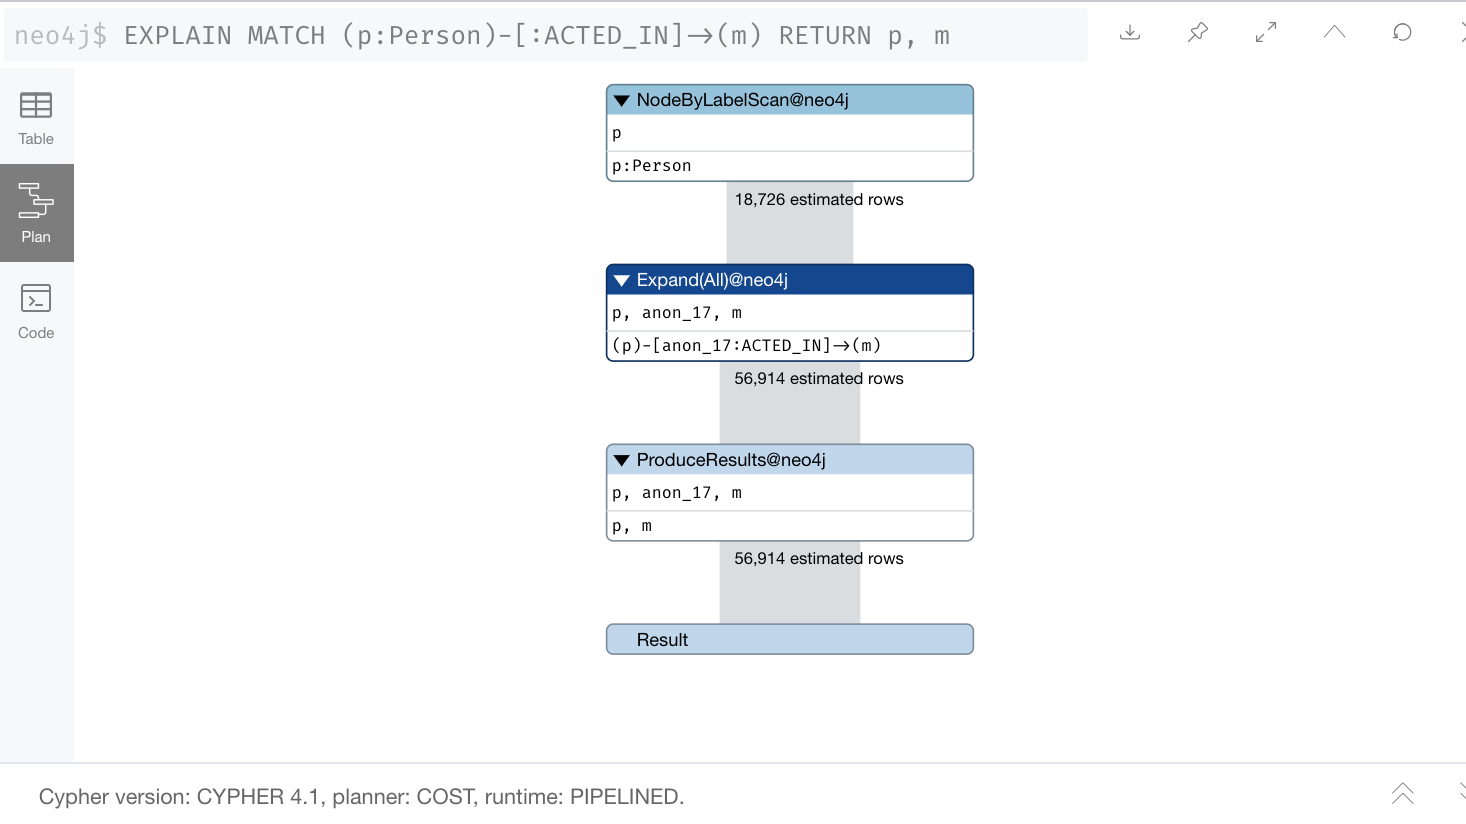 neo4j$ EXPLAIN MATCH (p:Person)-[:ACTED_IN]→(m) RETURN p, m
Table
Plan
Code
NodeByLabelScan@neo4j
p
p:Person
18,726 estimated rows
Expand(All)@neo4j
p, anon_17, m
(p)-[anon_17:ACTED_IN]→(m)
56,914 estimated rows
ProduceResults@neo4j
p, anon_17, m
p, m
56,914 estimated rows
Result
Cypher version: CYPHER 4.1, planner: COST, runtime: PIPELINED.